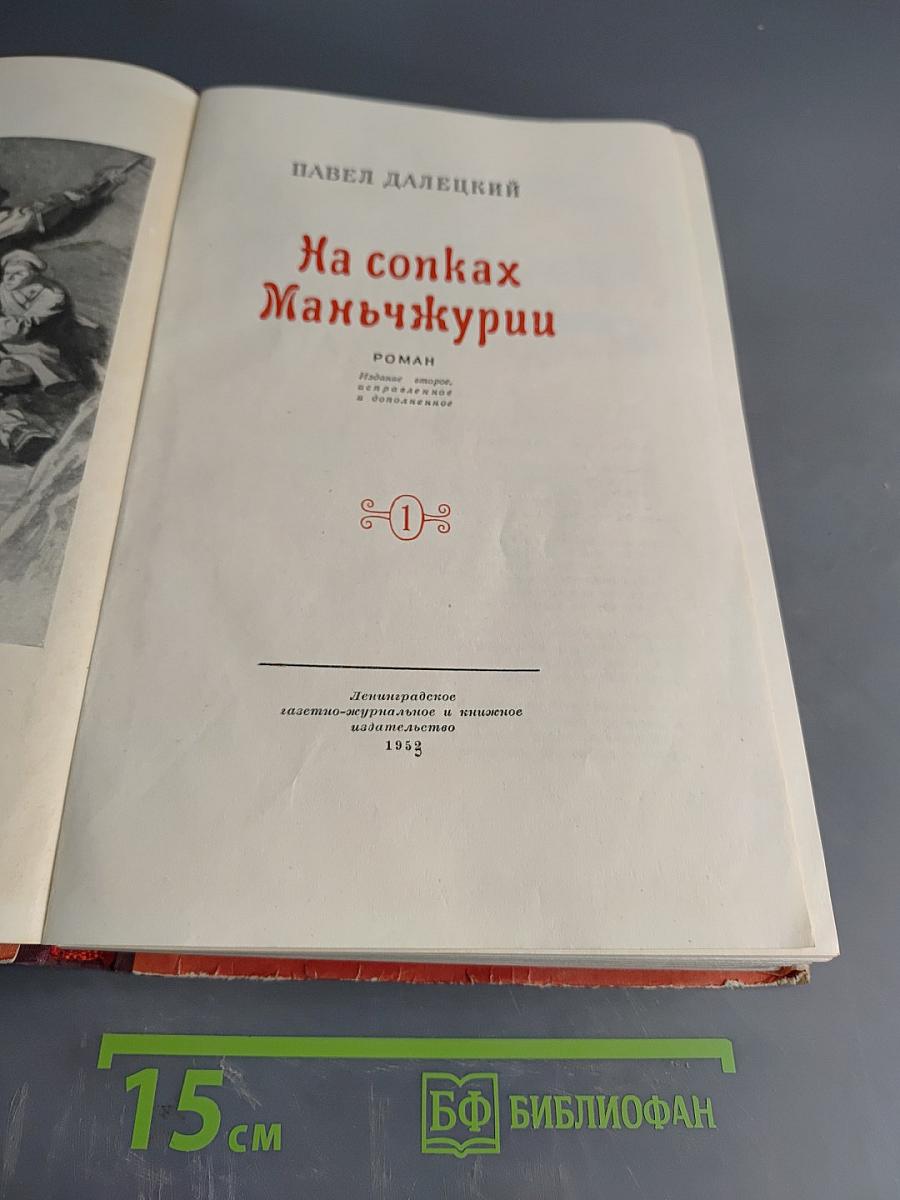 ПАВЕЛ ДАЛЕЦКИЙ
На сопках
Маньчжурии
РОМАН
Издание второе,
исправленное
и дополненное
1
Ленинградское
газетно-журнальное и книжное
издательство
1953
15 см
БФ БИБЛИОФАН